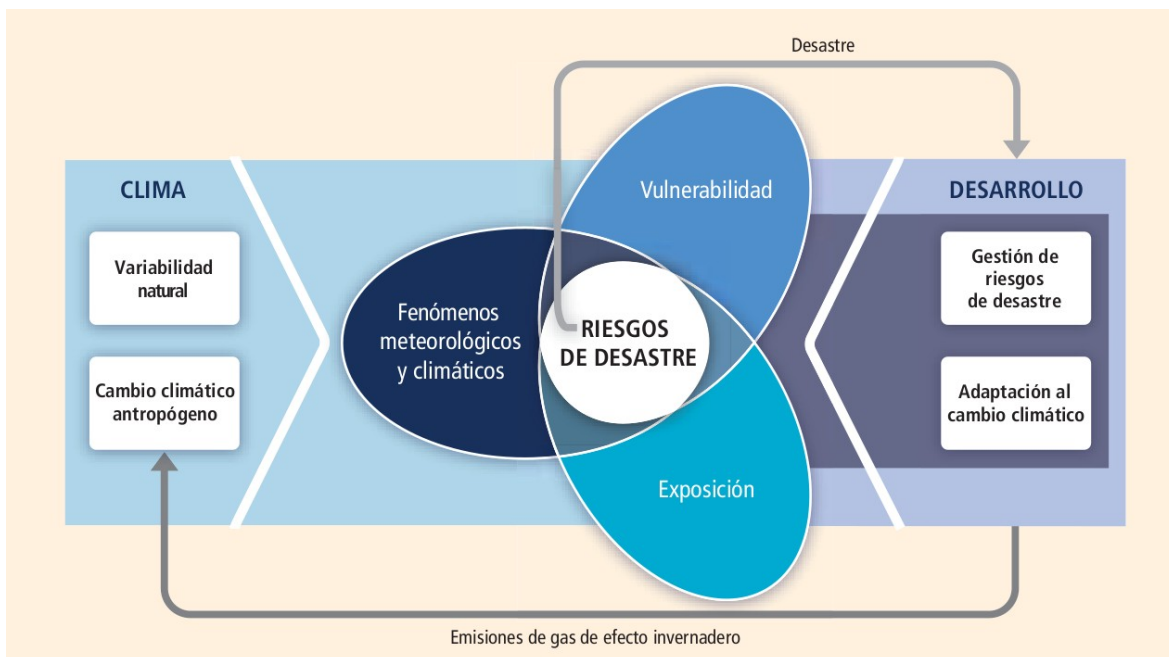 Desastre
CLIMA
Variabilidad
natural
Cambio climático
antropógeno
Fenómenos
meteorológicos
y climáticos
Vulnerabilidad
RIESGOS
DE DESASTRE
Exposición
DESARROLLO
Gestión de
riesgos
de desastre
Adaptación al
cambio climático
Emisiones de gas de efecto invernadero